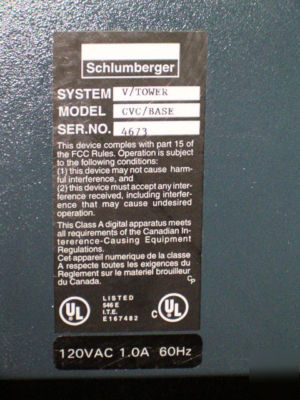 Schlumberger
SYSTEM V/TOWER
MODEL CVC/BASE
SER.NO. 4673
This device complies with part 15 of
the FCC Rules. Operation is subject
to the following conditions:
(1) this device may not cause harm-
ful interference, and
(2) this device must accept any inter-
ference received, including interfer-
ence that may cause undesired
operation.
This Class A digital apparatus meets
all requirements of the Canadian In-
tererence-Causing Equipment
Regulations.
Cet appareil numerique de la classe
A respecte toutes les exigences du
Reglement sur le materiel brouilleur
du Canada.
UL LISTED C UL
546 E
I.T.E.
E167482
120VAC 1.0A 60Hz